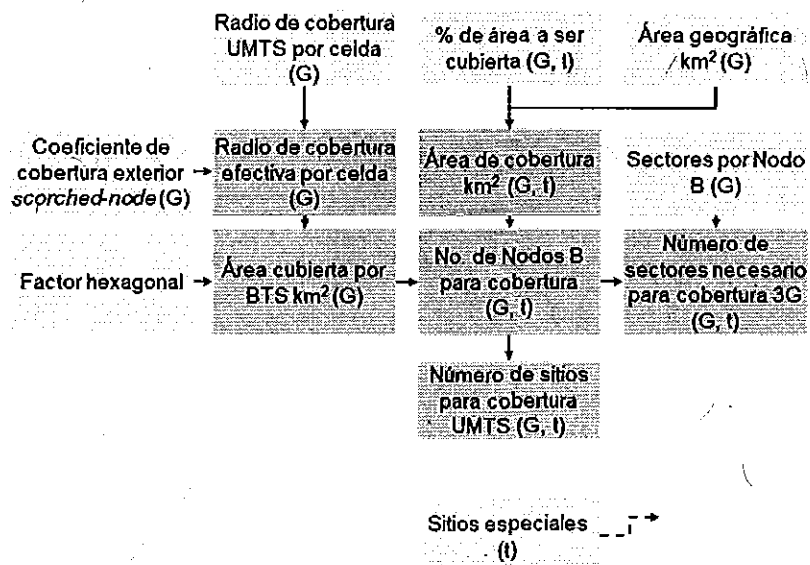 Radio de cobertura
UMTS por celda
(G)
% de área a ser
cubierta (G, t)
Área geográfica
km² (G)
Coeficiente de
cobertura exterior
scorched-node (G)
Radio de cobertura
efectiva por celda
(G)
Área de cobertura
km² (G, t)
Sectores por Nodo
B (G)
Factor hexagonal
Área cubierta por
BTS km² (G)
No. de Nodos B
para cobertura
(G, t)
Número de
sectores necesario
para cobertura 3G
(G, t)
Número de sitios
para cobertura
UMTS (G, t)
Sitios especiales
(t)